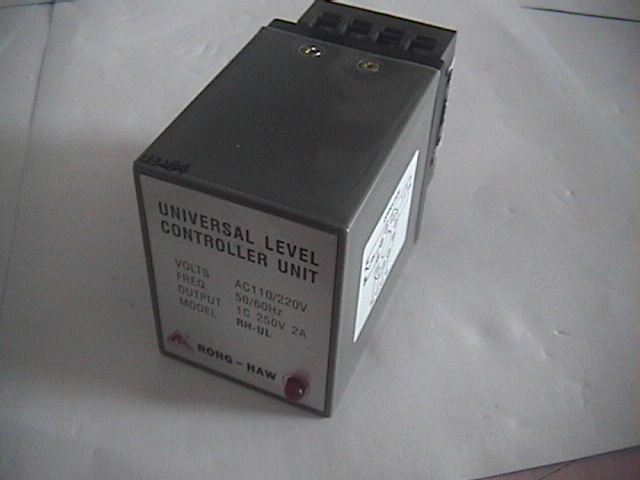 UNIVERSAL LEVEL
CONTROLLER UNIT
VOLTS AC110/220V
FREQ 50/60Hz
OUTPUT 1C 250V 2A
MODEL RH-UL
RONG-HAW